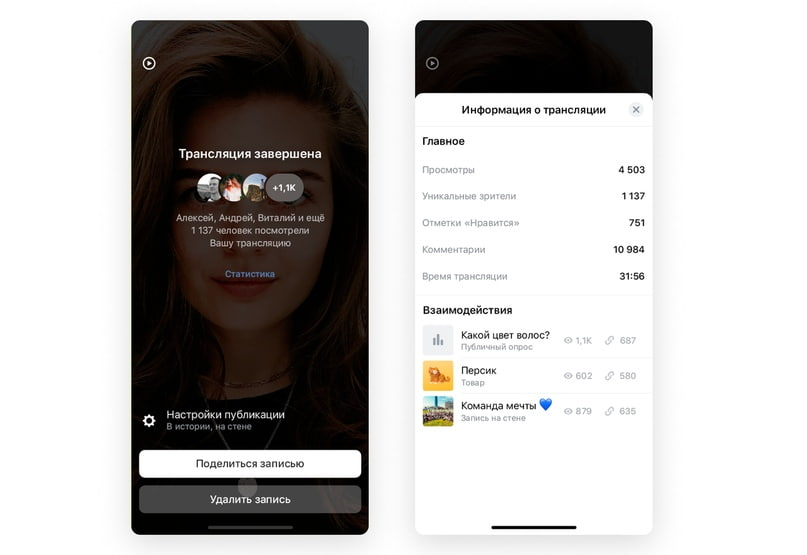 Трансляция завершена
+1,1K
Алексей, Андрей, Виталий и ещё
1 137 человек посмотрели
Вашу трансляцию
Статистика
Настройки публикации
В истории, на стене
Поделиться записью
Удалить запись
Информация о трансляции
Главное
Просмотры 4 503
Уникальные зрители 1 137
Отметки «Нравится» 751
Комментарии 10 984
Время трансляции 31:56
Взаимодействия
Какой цвет волос? 1,1K 687
Публичный опрос
Персик 602 580
Товар
Команда мечты 💙 879 635
Запись на стене